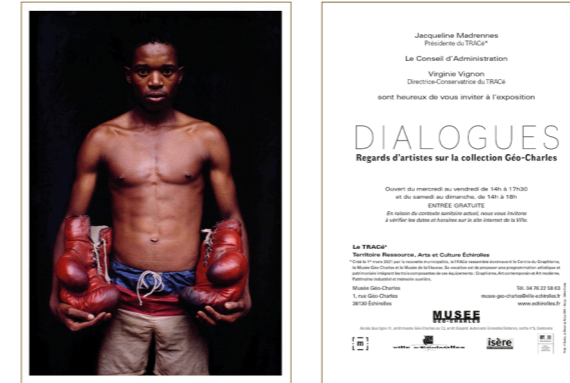 Jacqueline Madrennes
Présidente du TRACé*
Le Conseil d'Administration
Virginie Vignon
Directrice-Conservatrice du TRACé
sont heureux de vous inviter à l'exposition
DIALOGUES
Regards d'artistes sur la collection Géo-Charles
Ouvert du mercredi au vendredi de 14h à 17h30
et du samedi au dimanche, de 14h à 18h
ENTRÉE GRATUITE
En raison du contexte sanitaire actuel, nous vous invitons
à vérifier les dates et horaires sur le site internet de la Ville.
Le TRACé*
Territoire Ressource, Arts et Culture Échirolles
Musée Géo-Charles
Tél. 04 76 22 58 63
1, rue Géo-Charles
musee-geo-charles@ville-echirolles.fr
38130 Échirolles
www.echirolles.fr
MUSEE
GÉO-CHARLES
isère